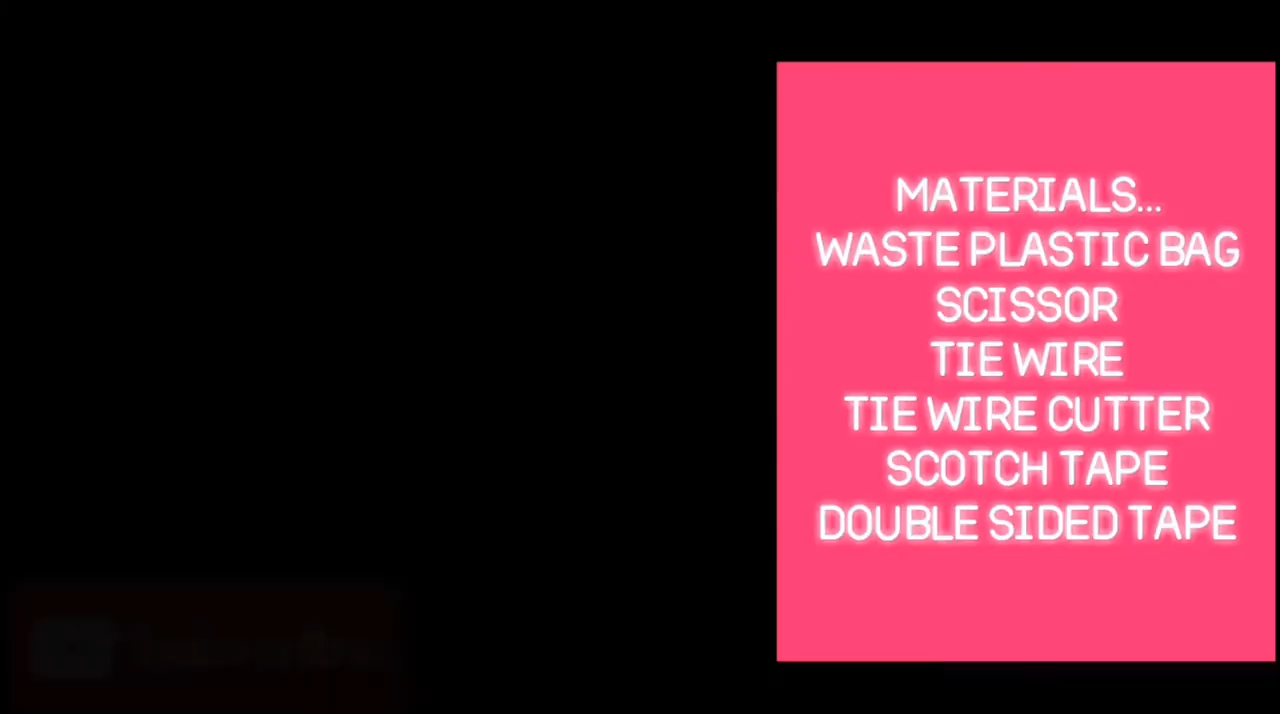 MATERIALS...
WASTE PLASTIC BAG
SCISSOR
TIE WIRE
TIE WIRE CUTTER
SCOTCH TAPE
DOUBLE SIDED TAPE